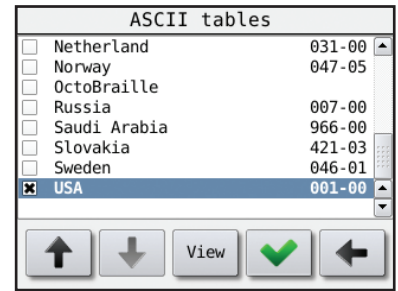 ASCII tables
Netherland 031-00
Norway 047-05
OctoBraille
Russia 007-00
Saudi Arabia 966-00
Slovakia 421-03
Sweden 046-01
USA 001-00
View